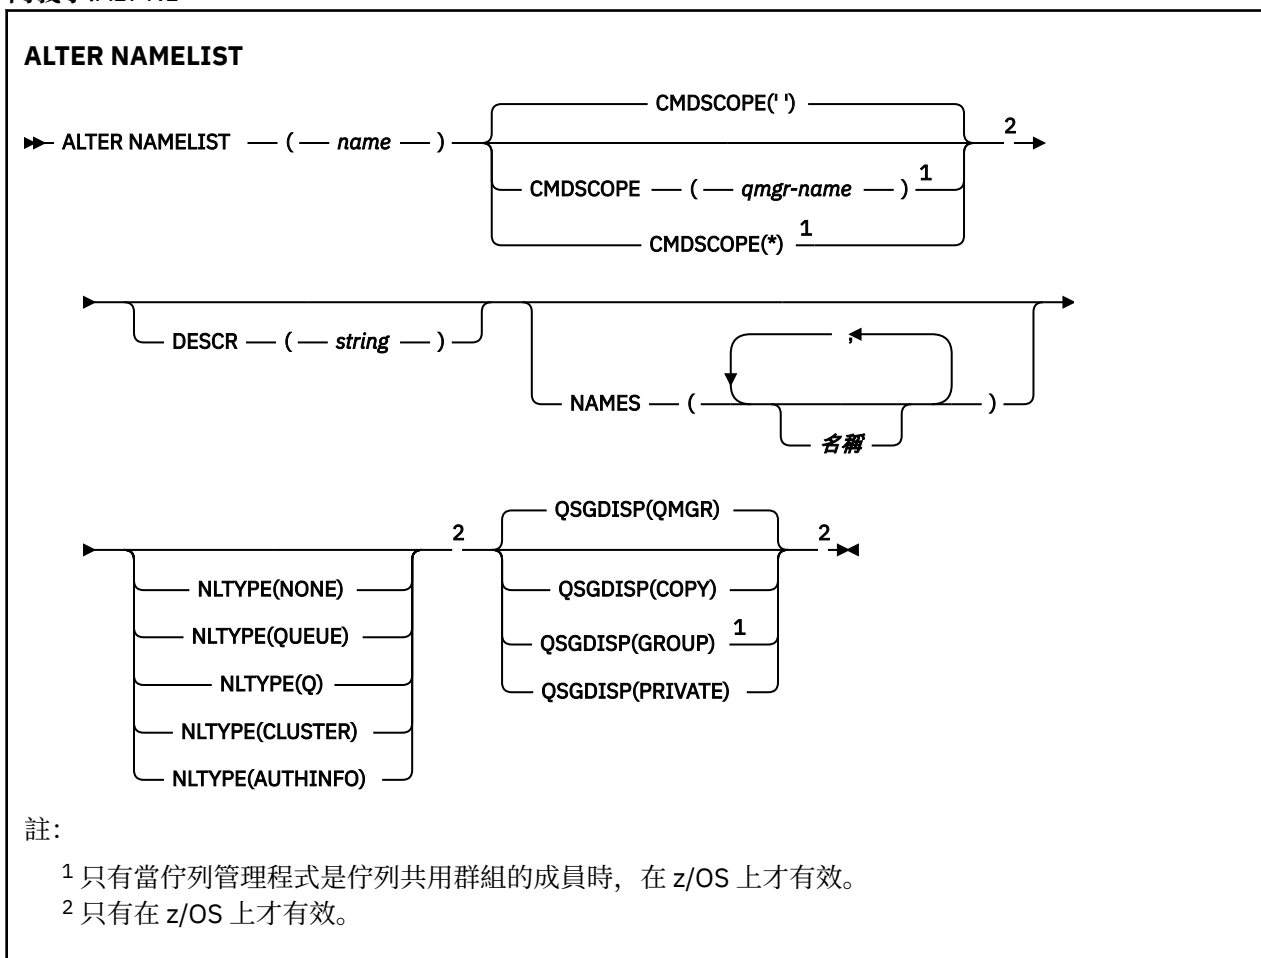 ALTER NAMELIST
CMDSCOPE(' ')
ALTER NAMELIST ( name ) 2
CMDSCOPE ( qmgr-name ) 1
CMDSCOPE(*) 1
,
DESCR ( string )
NAMES ( )
名稱
QSGDISP(QMGR)
2 2
NLTYPE(NONE) QSGDISP(COPY)
NLTYPE(QUEUE) QSGDISP(GROUP) 1
NLTYPE(Q) QSGDISP(PRIVATE)
NLTYPE(CLUSTER)
NLTYPE(AUTHINFO)
註：
1 只有當佇列管理程式是佇列共用群組的成員時，在 z/OS 上才有效。
2 只有在 z/OS 上才有效。